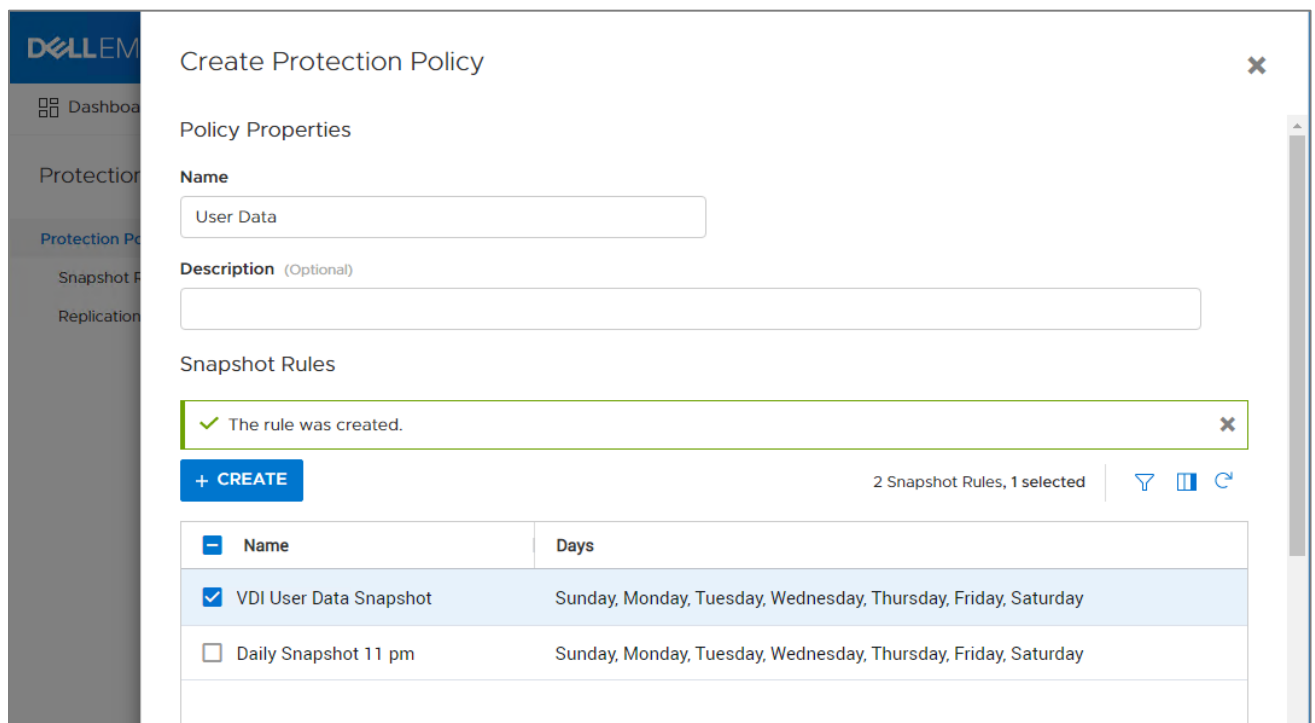 DELLEM
Create Protection Policy
Dashboa
Policy Properties
Protection
Name
User Data
Protection Po
Description (Optional)
Snapshot R
Replication
Snapshot Rules
The rule was created.
+ CREATE
2 Snapshot Rules, 1 selected
Name Days
VDI User Data Snapshot Sunday, Monday, Tuesday, Wednesday, Thursday, Friday, Saturday
Daily Snapshot 11 pm Sunday, Monday, Tuesday, Wednesday, Thursday, Friday, Saturday